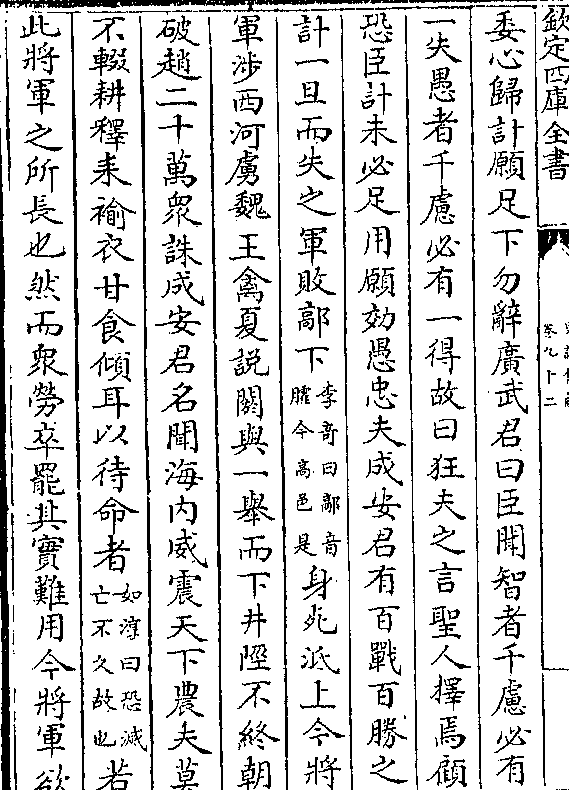 欽定四庫全書
卷九十二
委心歸計願足下勿辭廣武君曰臣聞智者千慮必有
一失愚者千慮必有一得故曰狂夫之言聖人擇焉顧
恐臣計未必足用願効愚忠夫成安君有百戰百勝之
計一旦而失之軍敗鄗下李奇曰鄗音臛今高邑是身死泜上今將
軍涉西河虜魏王禽夏説閼與一舉而下井陘不終朝
破趙二十萬衆誅成安君名聞海内威震天下農夫莫
不輟耕釋耒褕衣甘食傾耳以待命者如淳曰恐滅亡不久故也若
此將軍之所長也然而衆勞卒罷其實難用今將軍欲